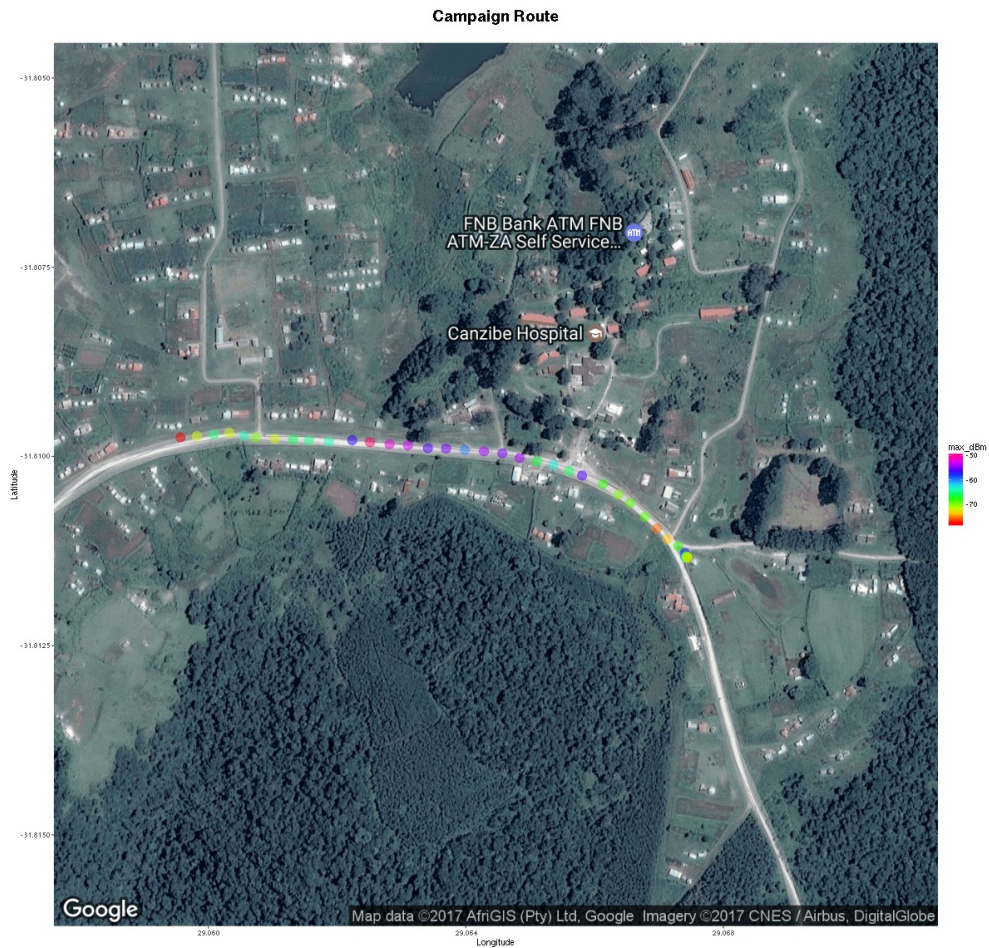 Campaign Route
-31.8050
FNB Bank ATM FNB
ATM-ZA Self Service...
ATM
-31.8075
Canzibe Hospital
max_dBm
-50
-60
-70
-31.8100
Latitude
-31.8125
-31.8150
Google
Map data ©2017 AfriGIS (Pty) Ltd, Google Imagery ©2017 CNES / Airbus, DigitalGlobe
29.060
29.064
29.068
Longitude